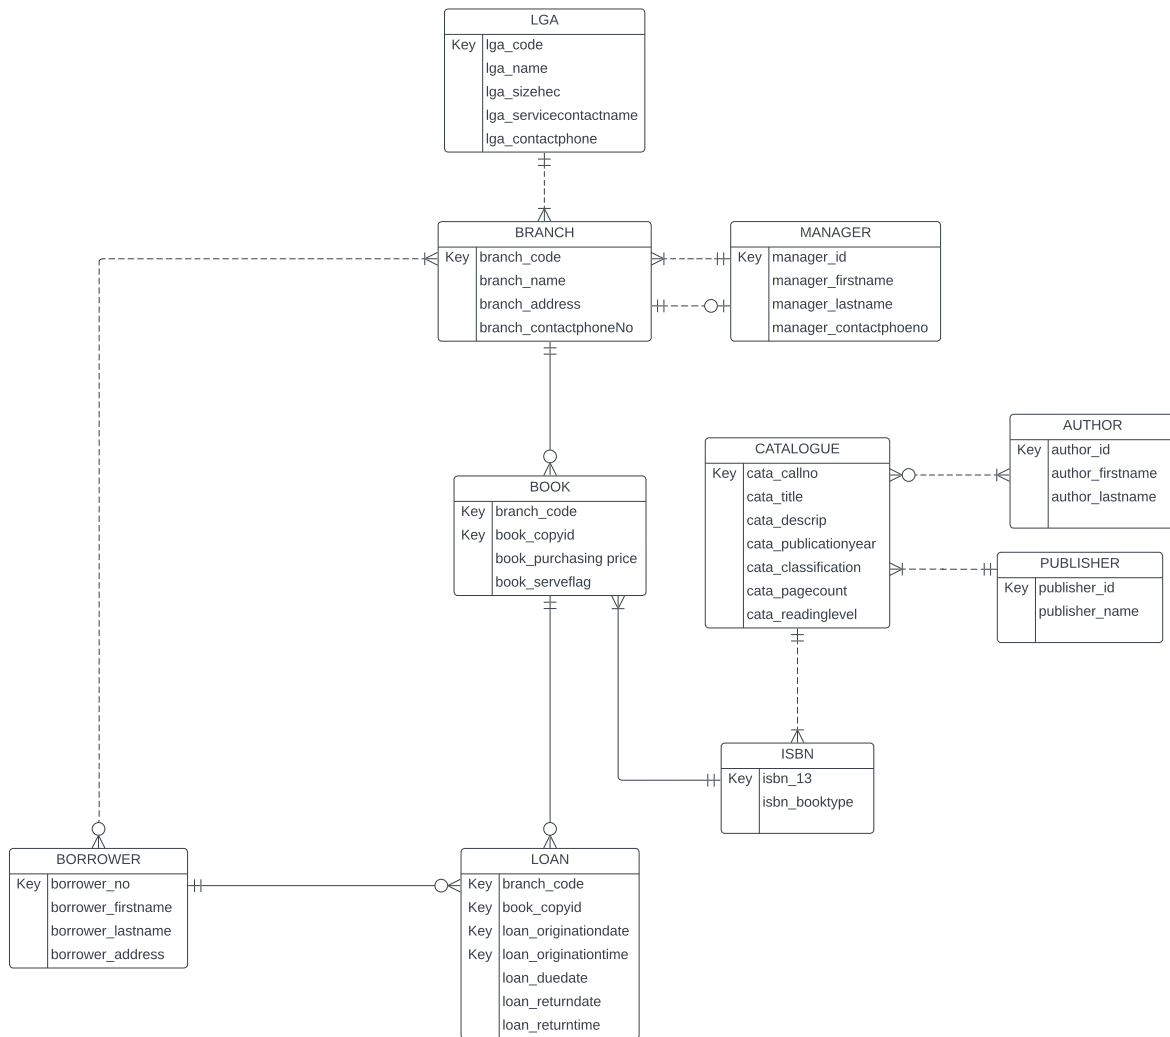 LGA
Key lga_code
lga_name
lga_sizehec
lga_servicecontactname
lga_contactphone
BRANCH
Key branch_code
branch_name
branch_address
branch_contactphoneNo
MANAGER
Key manager_id
manager_firstname
manager_lastname
manager_contactphoeno
AUTHOR
Key author_id
author_firstname
author_lastname
CATALOGUE
Key cata_callno
cata_title
cata_descrip
cata_publicationyear
cata_classification
cata_pagecount
cata_readinglevel
BOOK
Key branch_code
Key book_copyid
book_purchasing price
book_serveflag
PUBLISHER
Key publisher_id
publisher_name
ISBN
Key isbn_13
isbn_booktype
BORROWER
Key borrower_no
borrower_firstname
borrower_lastname
borrower_address
LOAN
Key branch_code
Key book_copyid
Key loan_originationdate
Key loan_originationtime
loan_duedate
loan_returndate
loan_returntime